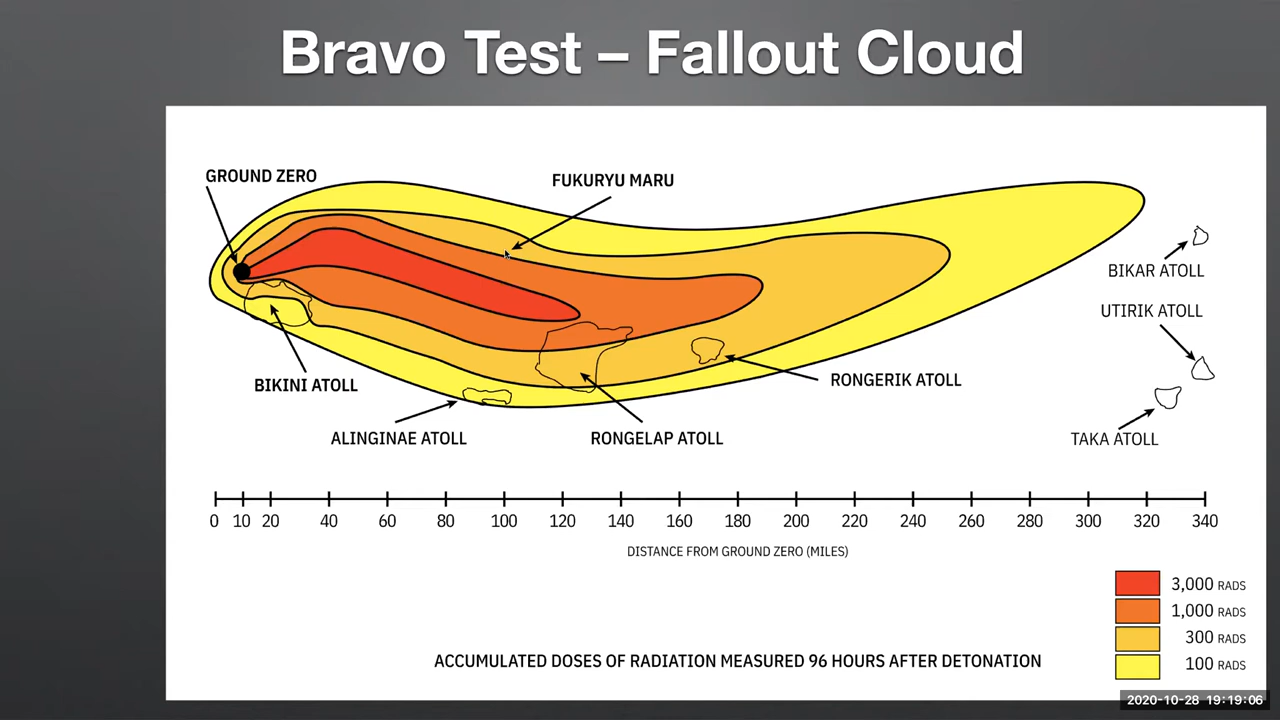 Bravo Test – Fallout Cloud
GROUND ZERO
FUKURYU MARU
BIKAR ATOLL
UTIRIK ATOLL
BIKINI ATOLL
RONGERIK ATOLL
ALINGINAE ATOLL
RONGELAP ATOLL
TAKA ATOLL
0 10 20 40 60 80 100 120 140 160 180 200 220 240 260 280 300 320 340
DISTANCE FROM GROUND ZERO (MILES)
3,000 RADS
1,000 RADS
300 RADS
100 RADS
ACCUMULATED DOSES OF RADIATION MEASURED 96 HOURS AFTER DETONATION
2020-10-28 19:19:06